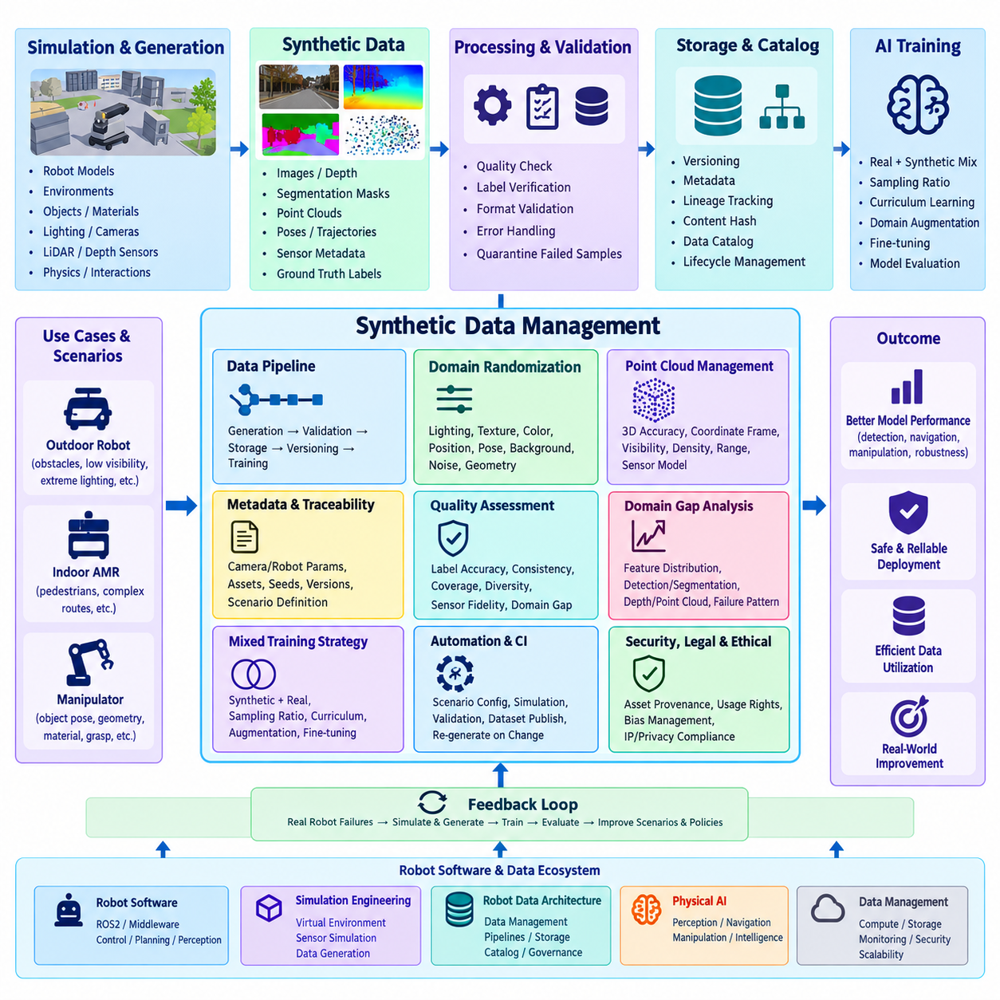 Simulation & Generation
• Robot Models
• Environments
• Objects / Materials
• Lighting / Cameras
• LiDAR / Depth Sensors
• Physics / Interactions
Synthetic Data
• Images / Depth
• Segmentation Masks
• Point Clouds
• Poses / Trajectories
• Sensor Metadata
• Ground Truth Labels
Processing & Validation
• Quality Check
• Label Verification
• Format Validation
• Error Handling
• Quarantine Failed Samples
Storage & Catalog
• Versioning
• Metadata
• Lineage Tracking
• Content Hash
• Data Catalog
• Lifecycle Management
AI Training
• Real + Synthetic Mix
• Sampling Ratio
• Curriculum Learning
• Domain Augmentation
• Fine-tuning
• Model Evaluation
Use Cases &
Scenarios
Outdoor Robot
(obstacles, low visibility,
extreme lighting, etc.)
Indoor AMR
(pedestrians, complex
routes, etc.)
Manipulator
(object pose, geometry,
material, grasp, etc.)
Synthetic Data Management
Data Pipeline
Generation → Validation →
Storage → Versioning →
Training
Domain Randomization
Lighting, Texture, Color,
Position, Pose, Background,
Noise, Geometry
Point Cloud Management
3D Accuracy, Coordinate Frame,
Visibility, Density, Range,
Sensor Model
Metadata & Traceability
Camera/Robot Params,
Assets, Seeds, Versions,
Scenario Definition
Quality Assessment
Label Accuracy, Consistency,
Coverage, Diversity,
Sensor Fidelity, Domain Gap
Domain Gap Analysis
Feature Distribution,
Detection/Segmentation,
Depth/Point Cloud, Failure Pattern
Mixed Training Strategy
Synthetic + Real,
Sampling Ratio, Curriculum,
Augmentation, Fine-tuning
Automation & CI
Scenario Config, Simulation,
Validation, Dataset Publish,
Re-generate on Change
Security, Legal & Ethical
Asset Provenance, Usage Rights,
Bias Management,
IP/Privacy Compliance
Outcome
Better Model Performance
(detection, navigation,
manipulation, robustness)
Safe & Reliable
Deployment
Efficient Data
Utilization
Real-World
Improvement
Feedback Loop
Real Robot Failures → Simulate & Generate → Train → Evaluate → Improve Scenarios & Policies
Robot Software & Data Ecosystem
Robot Software
ROS2 / Middleware
Control / Planning / Perception
Simulation Engineering
Virtual Environment
Sensor Simulation
Data Generation
Robot Data Architecture
Data Management
Pipelines / Storage
Catalog / Governance
Physical AI
Perception / Navigation
Manipulation / Intelligence
Data Management
Compute / Storage
Monitoring / Security
Scalability